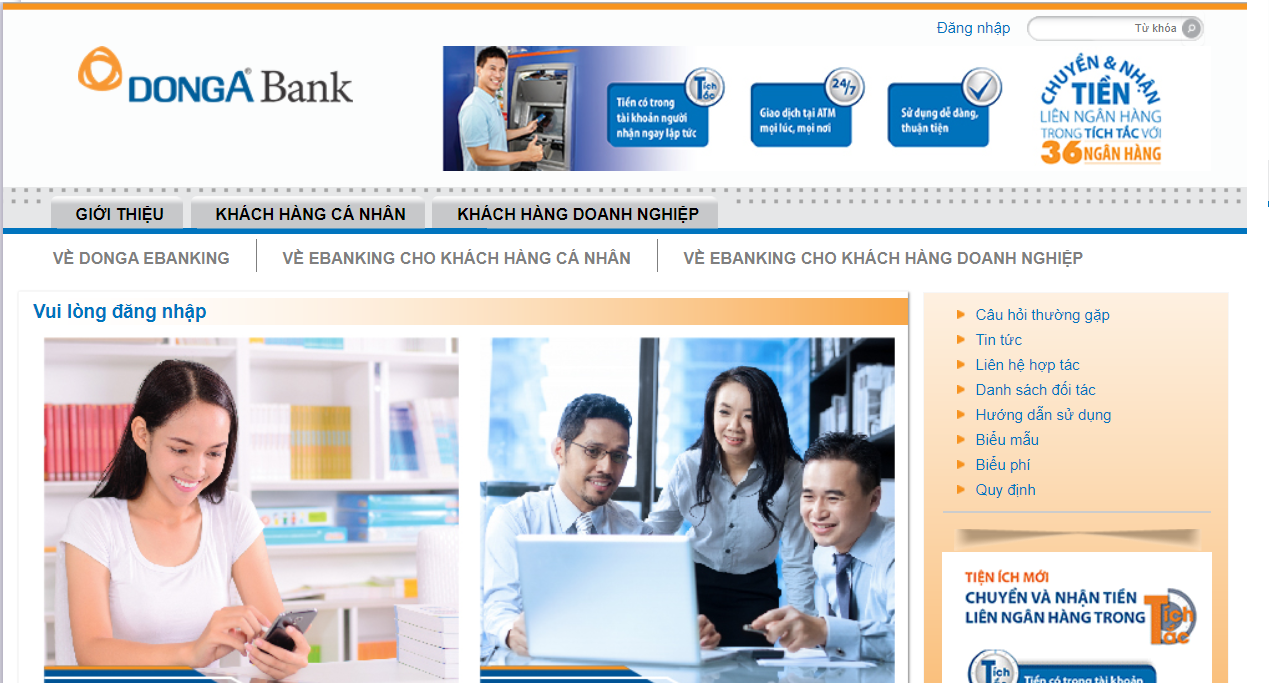 Đăng nhập
Từ khóa
DONGA® Bank
Tiền có trong
tài khoản người
nhận ngay lập tức
Tích
Tắc
Giao dịch tại ATM
mọi lúc, mọi nơi
24/7
Sử dụng dễ dàng,
thuận tiện
CHUYỂN & NHẬN
TIỀN
LIÊN NGÂN HÀNG
TRONG TÍCH TẮC VỚI
36 NGÂN HÀNG
GIỚI THIỆU
KHÁCH HÀNG CÁ NHÂN
KHÁCH HÀNG DOANH NGHIỆP
VỀ DONGA EBANKING
VỀ EBANKING CHO KHÁCH HÀNG CÁ NHÂN
VỀ EBANKING CHO KHÁCH HÀNG DOANH NGHIỆP
Vui lòng đăng nhập
Câu hỏi thường gặp
Tin tức
Liên hệ hợp tác
Danh sách đối tác
Hướng dẫn sử dụng
Biểu mẫu
Biểu phí
Quy định
TIỆN ÍCH MỚI
CHUYỂN VÀ NHẬN TIỀN
LIÊN NGÂN HÀNG TRONG
Tích
Tắc
Tích
Tiền có trong tài khoản